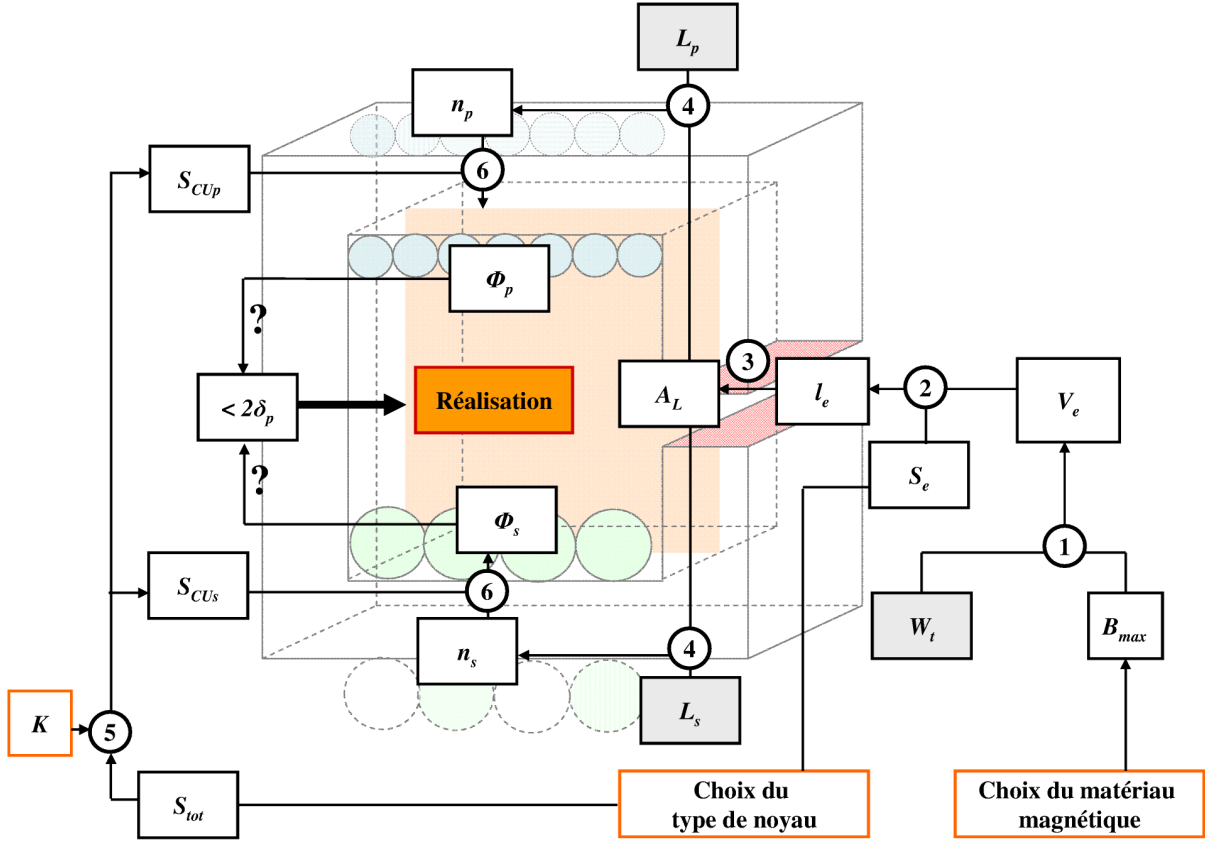 L_p
n_p
4
6
S_CUp
Φ_p
?
3
2
< 2δ_p
Réalisation
A_L
l_e
V_e
?
S_e
Φ_s
1
S_CUs
6
W_t
B_max
n_s
4
K
5
L_s
S_tot
Choix du
type de noyau
Choix du matériau
magnétique